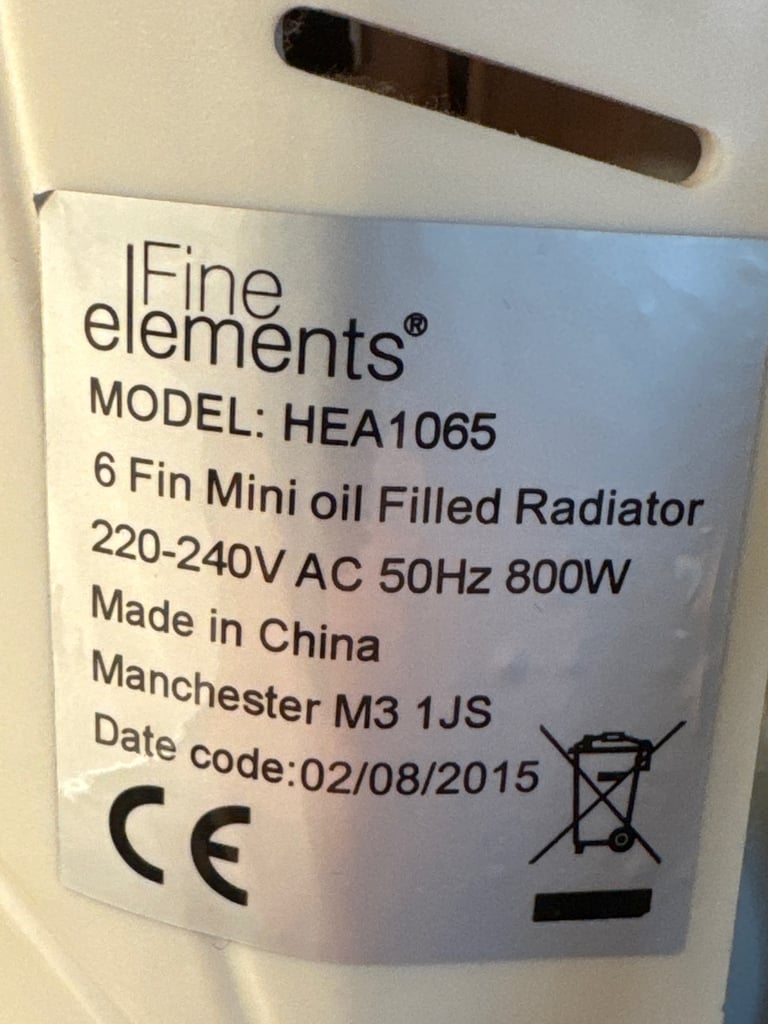 Fine
elements®
MODEL: HEA1065
6 Fin Mini oil Filled Radiator
220-240V AC 50Hz 800W
Made in China
Manchester M3 1JS
Date code:02/08/2015
CE